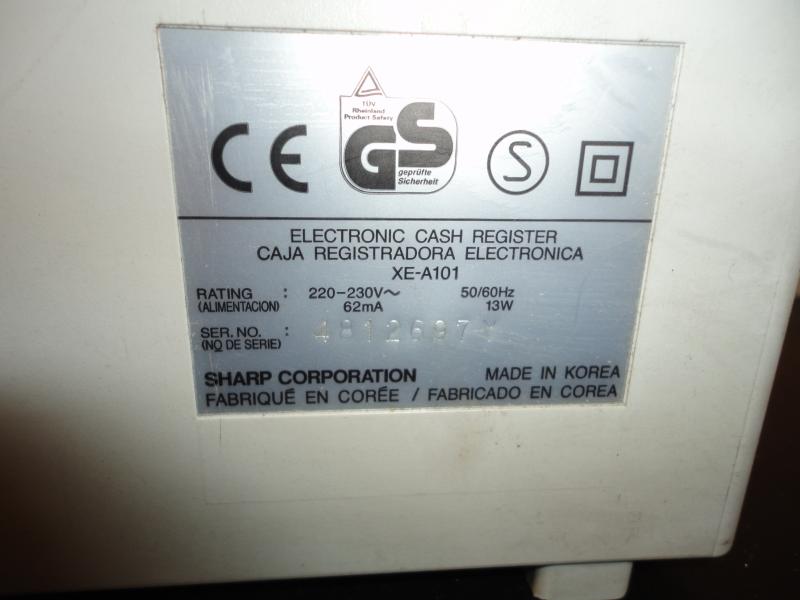 TÜV
Rheinland
Product Safety
CE
GS
geprüfte
Sicherheit
S
ELECTRONIC CASH REGISTER
CAJA REGISTRADORA ELECTRONICA
XE-A101
RATING : 220-230V~ 50/60Hz
(ALIMENTACION) 62mA 13W
SER. NO. : 4812697Y
(NO DE SERIE)
SHARP CORPORATION MADE IN KOREA
FABRIQUÉ EN CORÉE / FABRICADO EN COREA